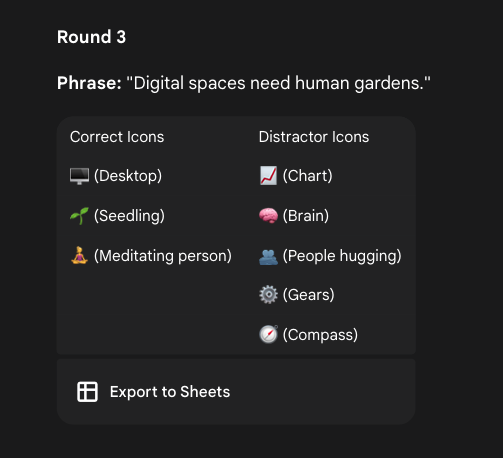 Round 3
Phrase: "Digital spaces need human gardens."
Correct Icons Distractor Icons
🖥️ (Desktop) 📈 (Chart)
🌱 (Seedling) 🧠 (Brain)
🧘 (Meditating person) 🫂 (People hugging)
⚙️ (Gears)
🧭 (Compass)
Export to Sheets